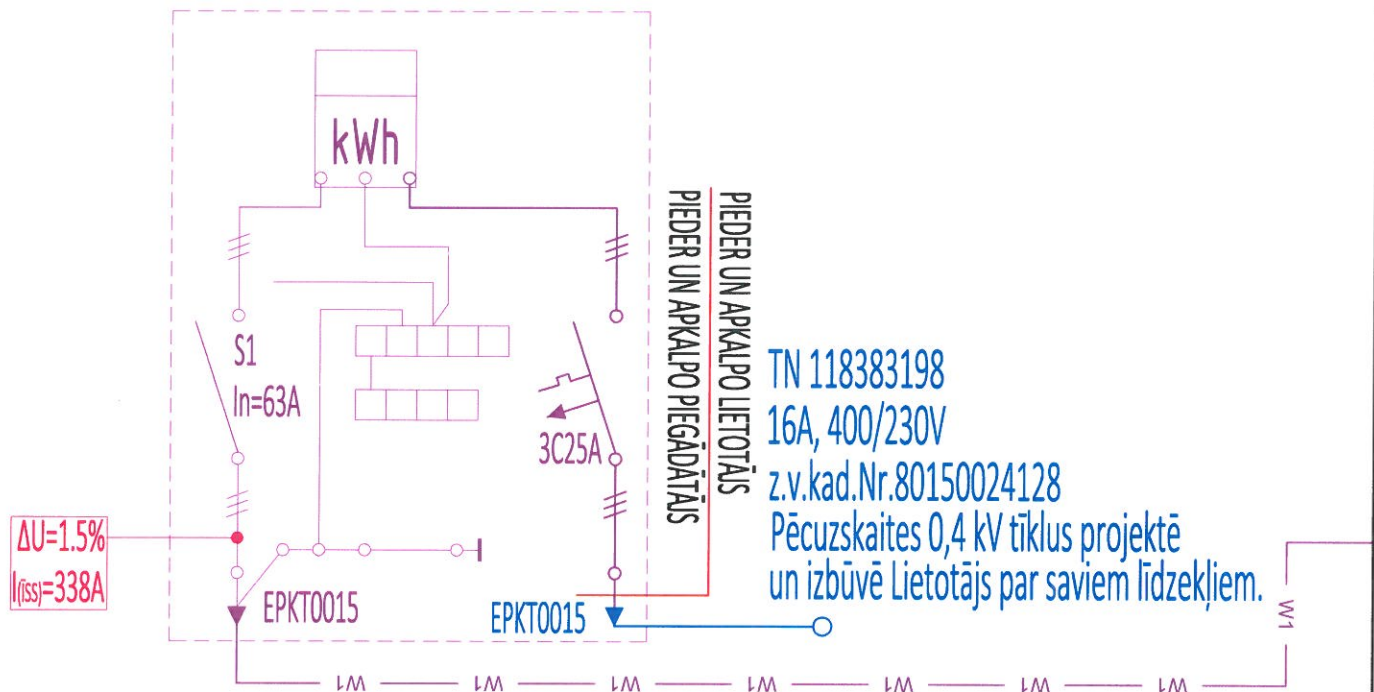 kWh
S1
In=63A
3C25A
ΔU=1.5%
I(īss)=338A
EPKT0015
EPKT0015
PIEDER UN APKALPO LIETOTĀJS
PIEDER UN APKALPO PIEGĀDĀTĀJS
TN 118383198
16A, 400/230V
z.v.kad.Nr.80150024128
Pēcuzskaites 0,4 kV tīklus projektē
un izbūvē Lietotājs par saviem līdzekļiem.
W1
W1
W1
W1
W1
W1
W1
W1